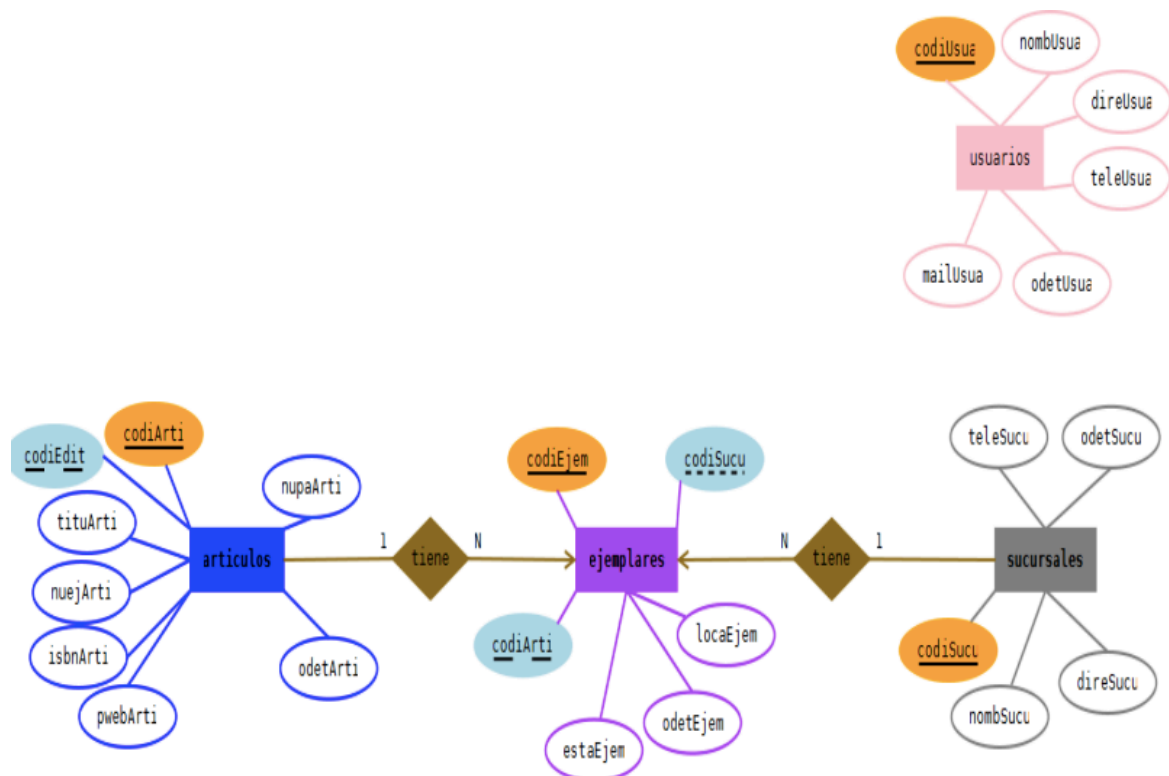 codiUsua
nombUsua
direUsua
usuarios
teleUsua
mailUsua
odetUsua
codiEdit
codiArti
nupaArti
tituArti
nuejArti
isbnArti
pwebArti
odetArti
articulos
1
tiene
N
codiEjem
codiSucu
ejemplares
codiArti
locaEjem
odetEjem
estaEjem
N
tiene
1
teleSucu
odetSucu
sucursales
codiSucu
direSucu
nombSucu